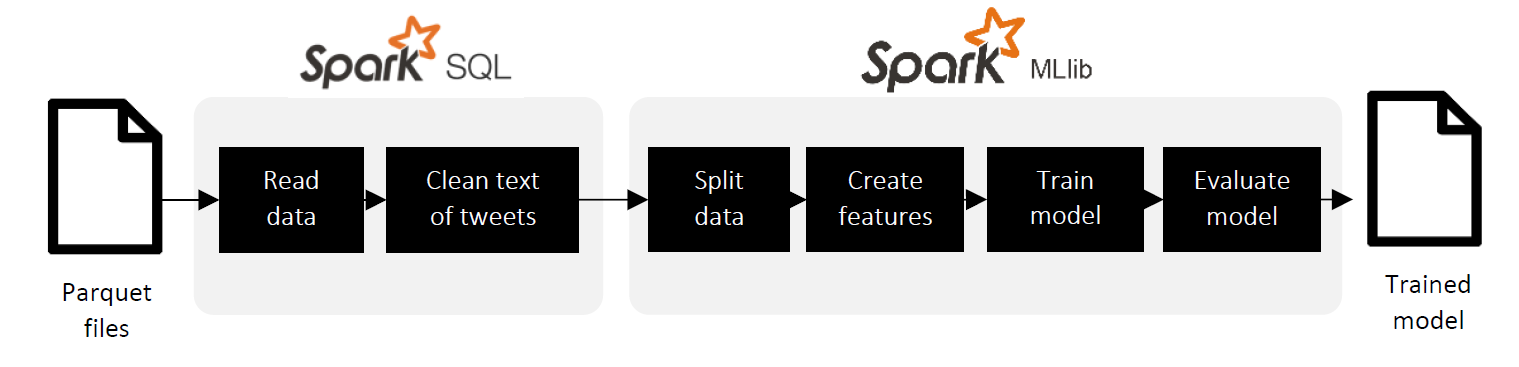 Spark SQL
Spark MLlib
Read
data
Clean text
of tweets
Split
data
Create
features
Train
model
Evaluate
model
Parquet
files
Trained
model